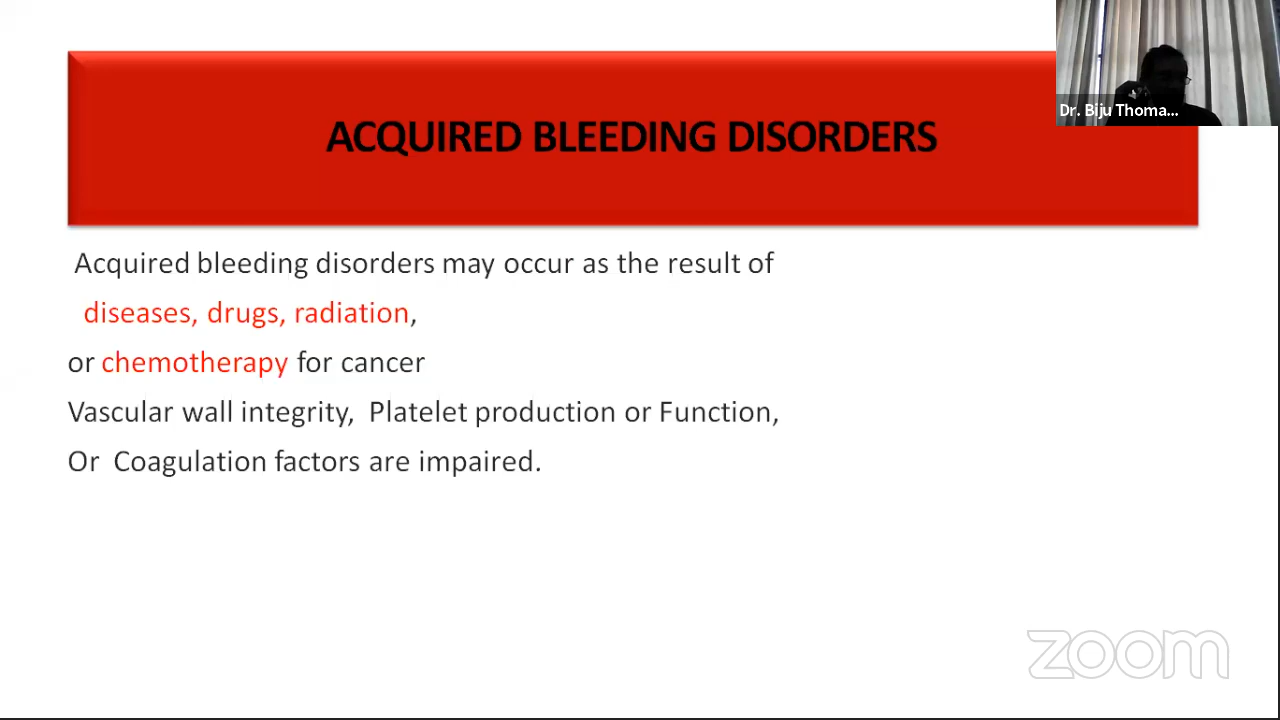 Dr. Biju Thoma...
ACQUIRED BLEEDING DISORDERS
Acquired bleeding disorders may occur as the result of
diseases, drugs, radiation,
or chemotherapy for cancer
Vascular wall integrity, Platelet production or Function,
Or Coagulation factors are impaired.
zoom